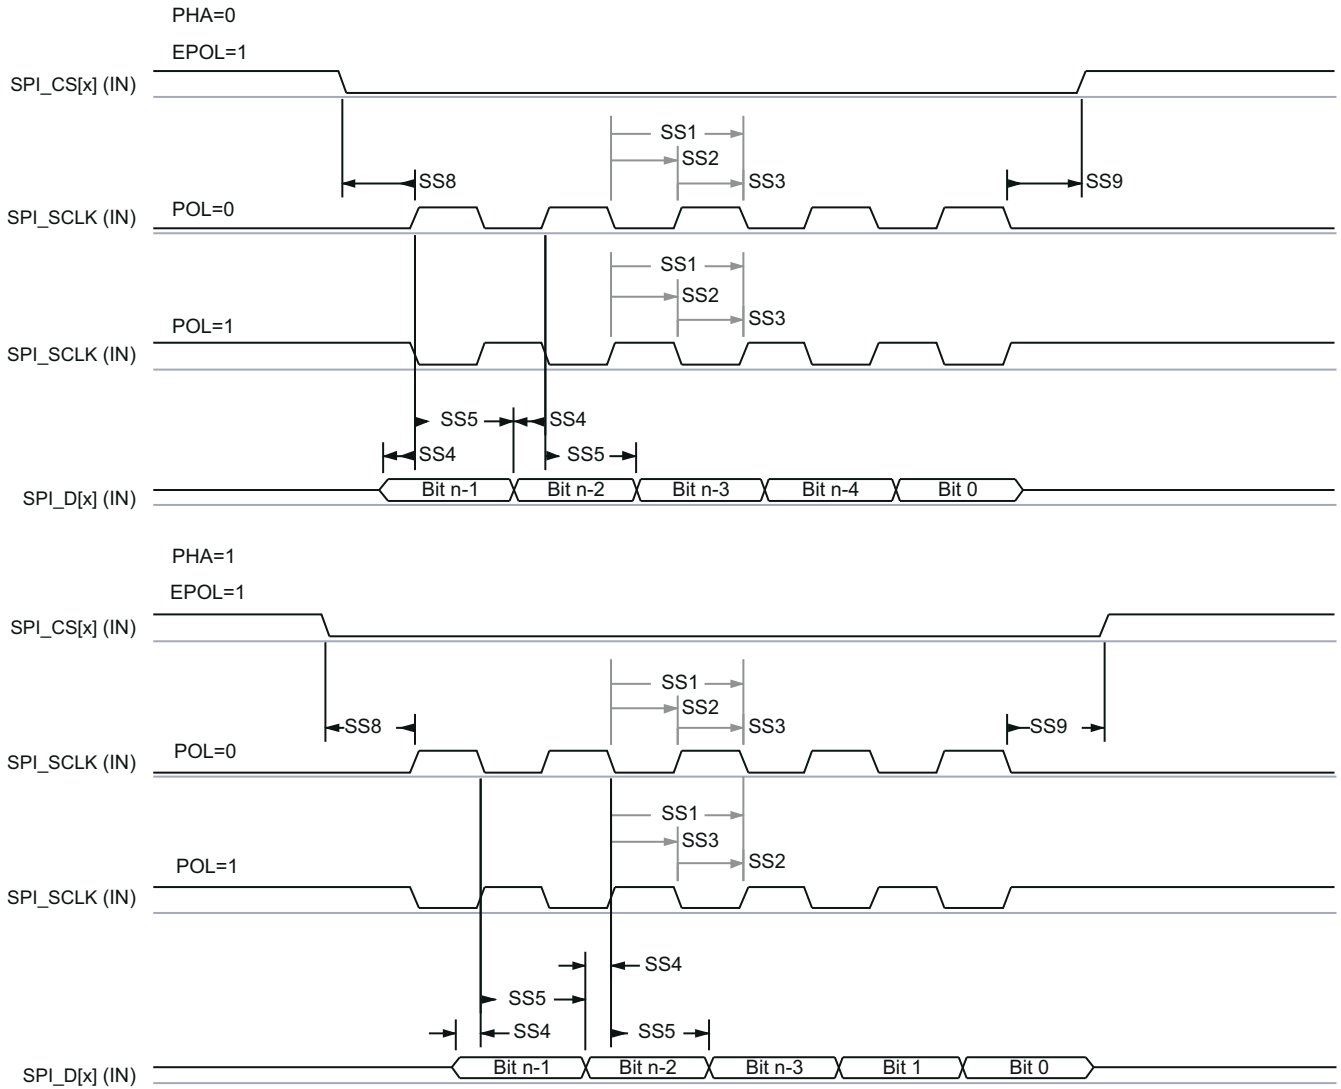 PHA=0
EPOL=1
SPI_CS[x] (IN)
SS1
SS2
SS8
SS3
SS9
POL=0
SPI_SCLK (IN)
SS1
SS2
SS3
POL=1
SPI_SCLK (IN)
SS5
SS4
SS4
SS5
SPI_D[x] (IN)
Bit n-1
Bit n-2
Bit n-3
Bit n-4
Bit 0
PHA=1
EPOL=1
SPI_CS[x] (IN)
SS1
SS2
SS8
SS3
SS9
POL=0
SPI_SCLK (IN)
SS1
SS3
SS2
POL=1
SPI_SCLK (IN)
SS4
SS5
SS4
SS5
SPI_D[x] (IN)
Bit n-1
Bit n-2
Bit n-3
Bit 1
Bit 0